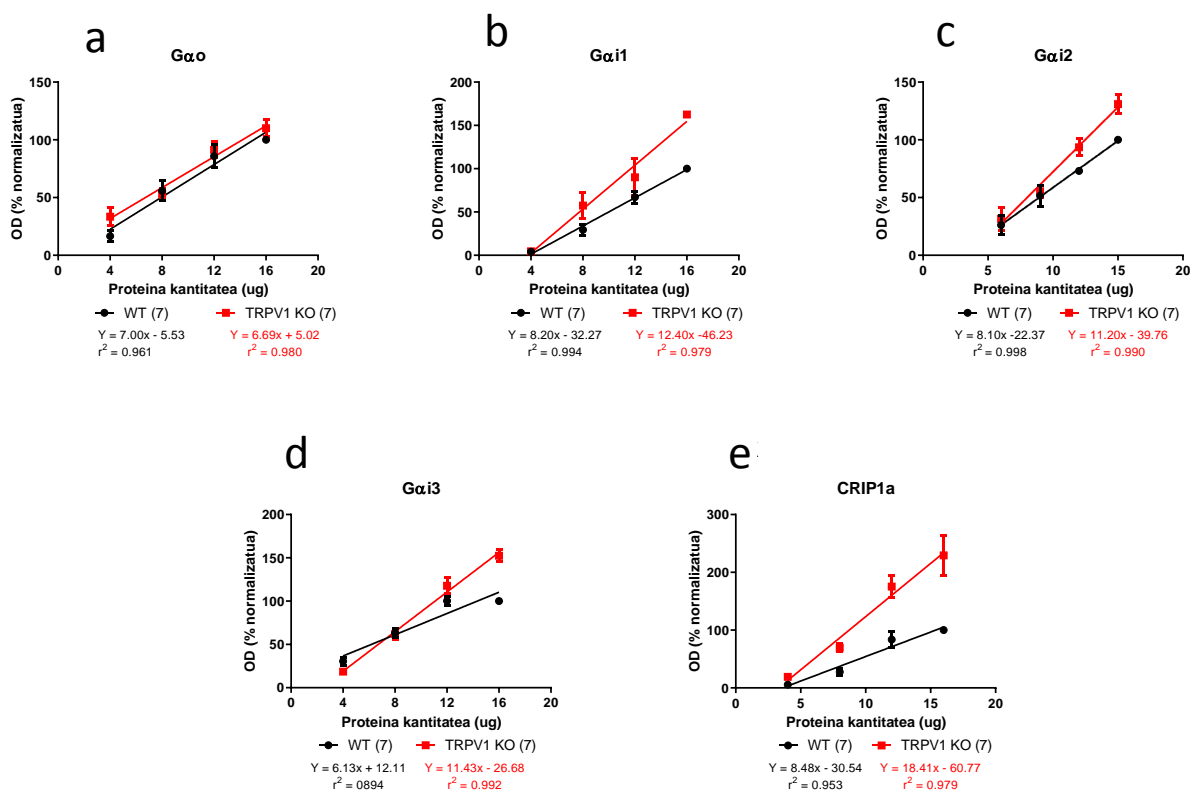 a
Gαo
OD (% normalizatua)
150
100
50
0
0 4 8 12 16 20
Proteina kantitatea (ug)
WT (7) TRPV1 KO (7)
Y = 7.00x - 5.53 Y = 6.69x + 5.02
r² = 0.961 r² = 0.980
b
Gαi1
OD (% normalizatua)
200
150
100
50
0
0 4 8 12 16 20
Proteina kantitatea (ug)
WT (7) TRPV1 KO (7)
Y = 8.20x - 32.27 Y = 12.40x -46.23
r² = 0.994 r² = 0.979
c
Gαi2
OD (% normalizatua)
150
100
50
0
0 5 10 15 20
Proteina kantitatea (ug)
WT (7) TRPV1 KO (7)
Y = 8.10x -22.37 Y = 11.20x - 39.76
r² = 0.998 r² = 0.990
d
Gαi3
OD (% normalizatua)
200
150
100
50
0
0 4 8 12 16 20
Proteina kantitatea (ug)
WT (7) TRPV1 KO (7)
Y = 6.13x + 12.11 Y = 11.43x - 26.68
r² = 0894 r² = 0.992
e
CRIP1a
OD (% normalizatua)
300
200
100
0
0 5 10 15 20
Proteina kantitatea (ug)
WT (7) TRPV1 KO (7)
Y = 8.48x - 30.54 Y = 18.41x - 60.77
r² = 0.953 r² = 0.979